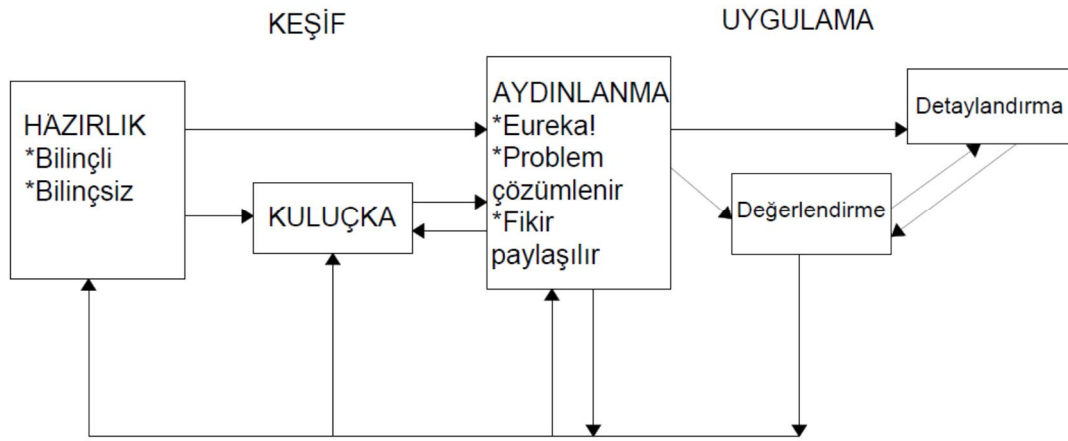 KEŞİF
UYGULAMA
HAZIRLIK
*Bilinçli
*Bilinçsiz
KULUÇKA
AYDINLANMA
*Eureka!
*Problem
çözümlenir
*Fikir
paylaşılır
Detaylandırma
Değerlendirme